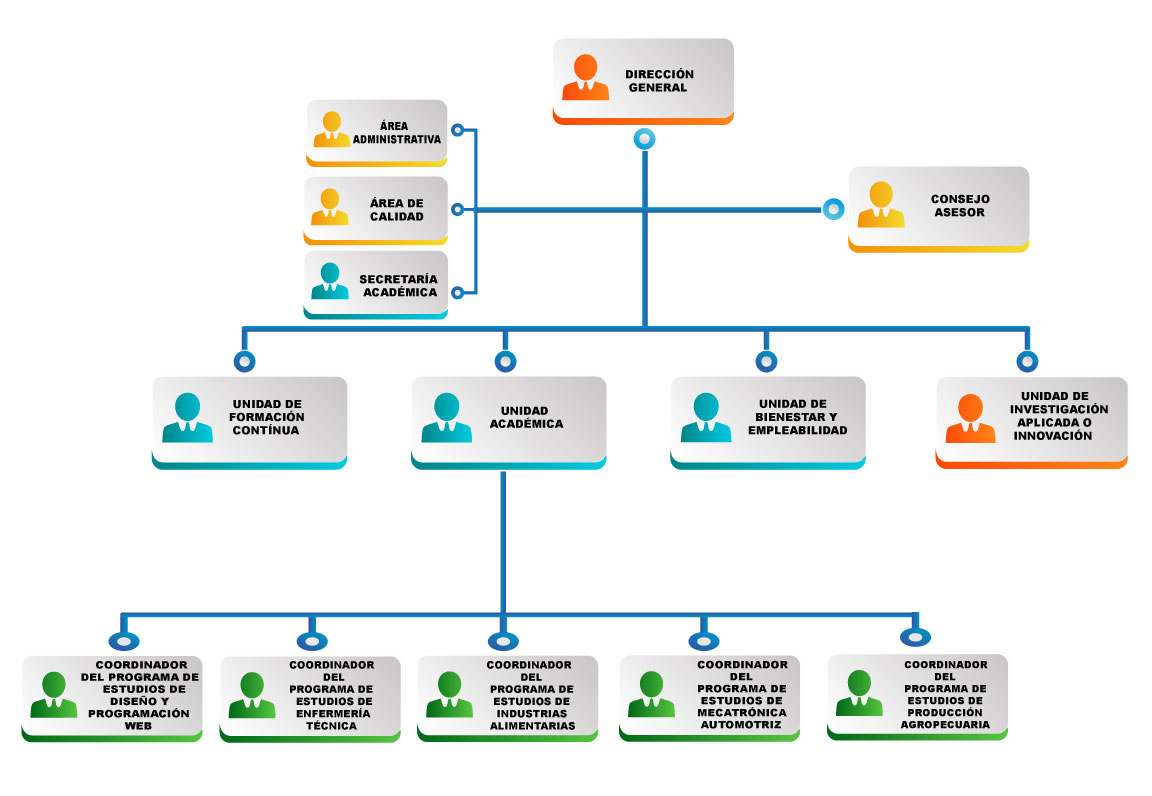 DIRECCIÓN
GENERAL
ÁREA
ADMINISTRATIVA
ÁREA DE
CALIDAD
CONSEJO
ASESOR
SECRETARÍA
ACADÉMICA
UNIDAD DE
FORMACIÓN
CONTÍNUA
UNIDAD
ACADÉMICA
UNIDAD DE
BIENESTAR Y
EMPLEABILIDAD
UNIDAD DE
INVESTIGACIÓN
APLICADA O
INNOVACIÓN
COORDINADOR
DEL PROGRAMA DE
ESTUDIOS DE
DISEÑO Y
PROGRAMACIÓN
WEB
COORDINADOR
DEL
PROGRAMA DE
ESTUDIOS DE
ENFERMERÍA
TÉCNICA
COORDINADOR
DEL
PROGRAMA DE
ESTUDIOS DE
INDUSTRIAS
ALIMENTARIAS
COORDINADOR
DEL
PROGRAMA DE
ESTUDIOS DE
MECATRÓNICA
AUTOMOTRIZ
COORDINADOR
DEL
PROGRAMA DE
ESTUDIOS DE
PRODUCCIÓN
AGROPECUARIA